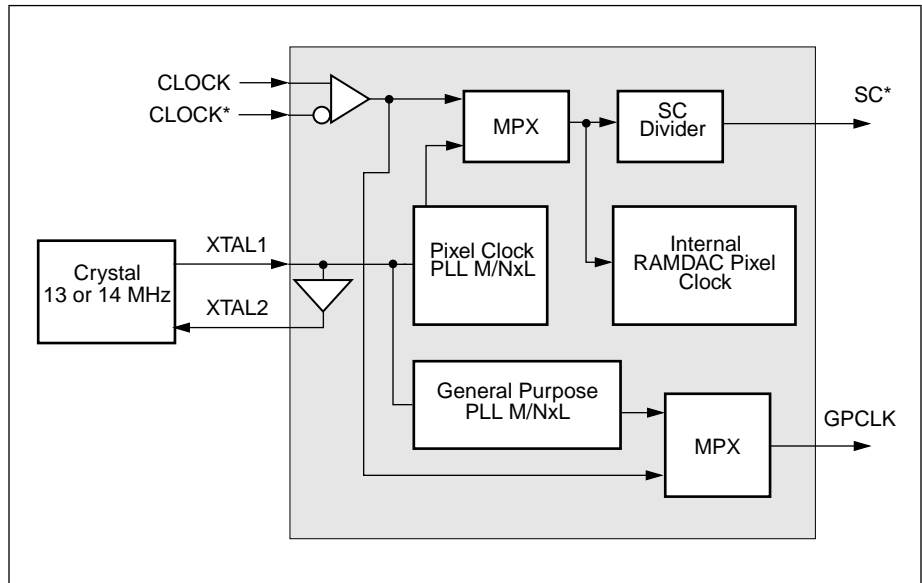 CLOCK
CLOCK*
MPX
SC
Divider
SC*
XTAL1
XTAL2
Crystal
13 or 14 MHz
Pixel Clock
PLL M/NxL
Internal
RAMDAC Pixel
Clock
General Purpose
PLL M/NxL
MPX
GPCLK